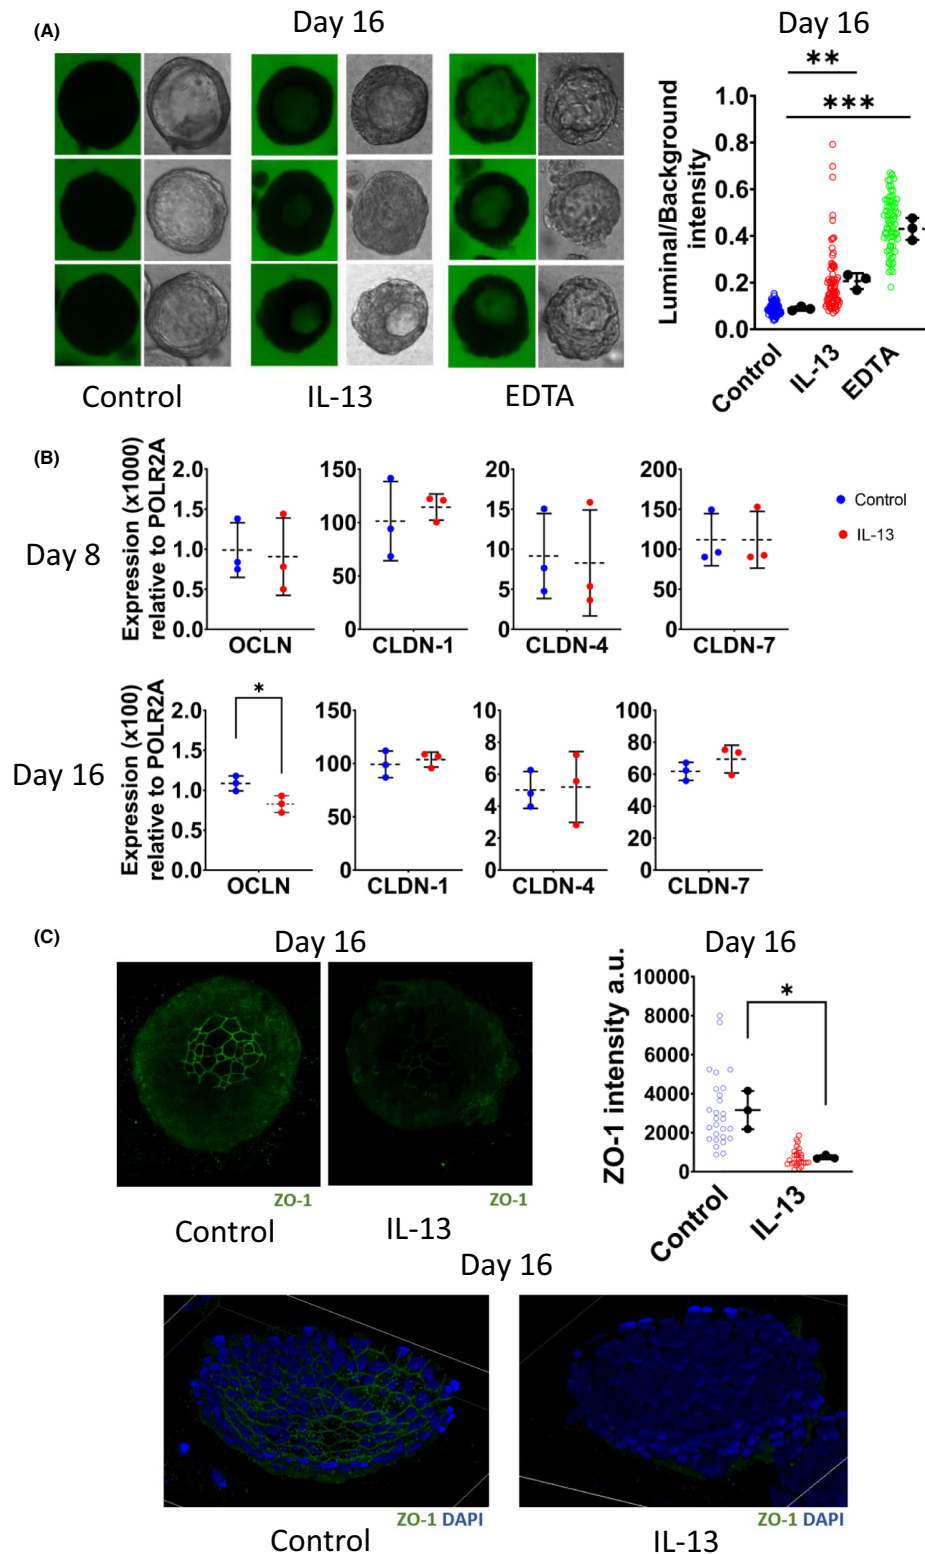 (A)
Day 16
Control
IL-13
EDTA
Day 16
**
***
Luminal/Background
intensity
1.0
0.8
0.6
0.4
0.2
0.0
Control
IL-13
EDTA
(B)
Day 8
Expression (x1000)
relative to POLR2A
2.0
1.5
1.0
0.5
0.0
OCLN
150
100
50
0
CLDN-1
20
15
10
5
0
CLDN-4
200
150
100
50
0
CLDN-7
Control
IL-13
Day 16
Expression (x100)
relative to POLR2A
*
2.0
1.5
1.0
0.5
0.0
OCLN
150
100
50
0
CLDN-1
10
8
6
4
2
0
CLDN-4
100
80
60
40
20
0
CLDN-7
(C)
Day 16
ZO-1
ZO-1
Control
IL-13
Day 16
ZO-1 intensity a.u.
*
10000
8000
6000
4000
2000
0
Control
IL-13
Day 16
ZO-1 DAPI
ZO-1 DAPI
Control
IL-13